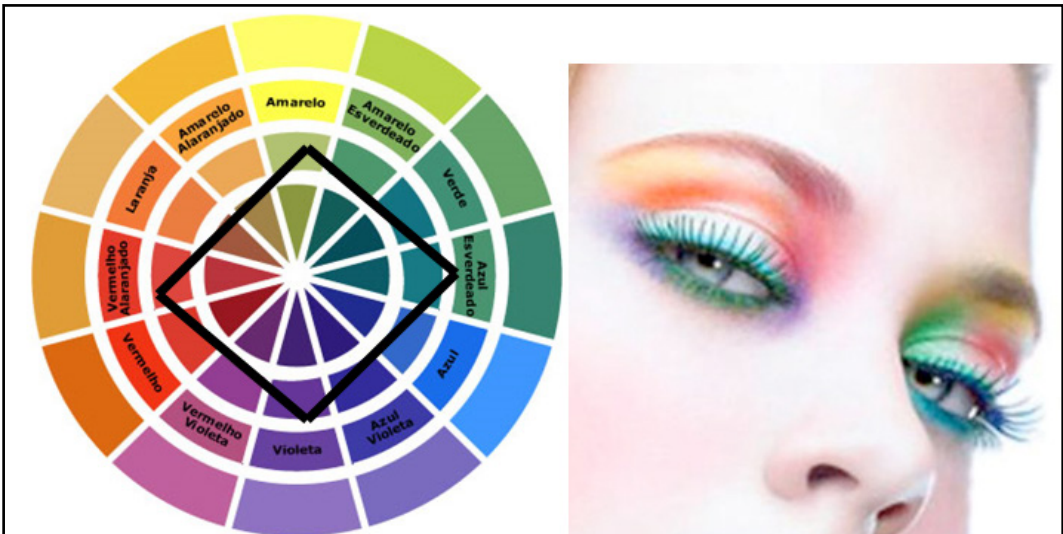 Amarelo
Amarelo
Esverdeado
Verde
Azul
Esverdeado
Azul
Azul
Violeta
Violeta
Vermelho
Violeta
Vermelho
Vermelho
Alaranjado
Laranja
Amarelo
Alaranjado